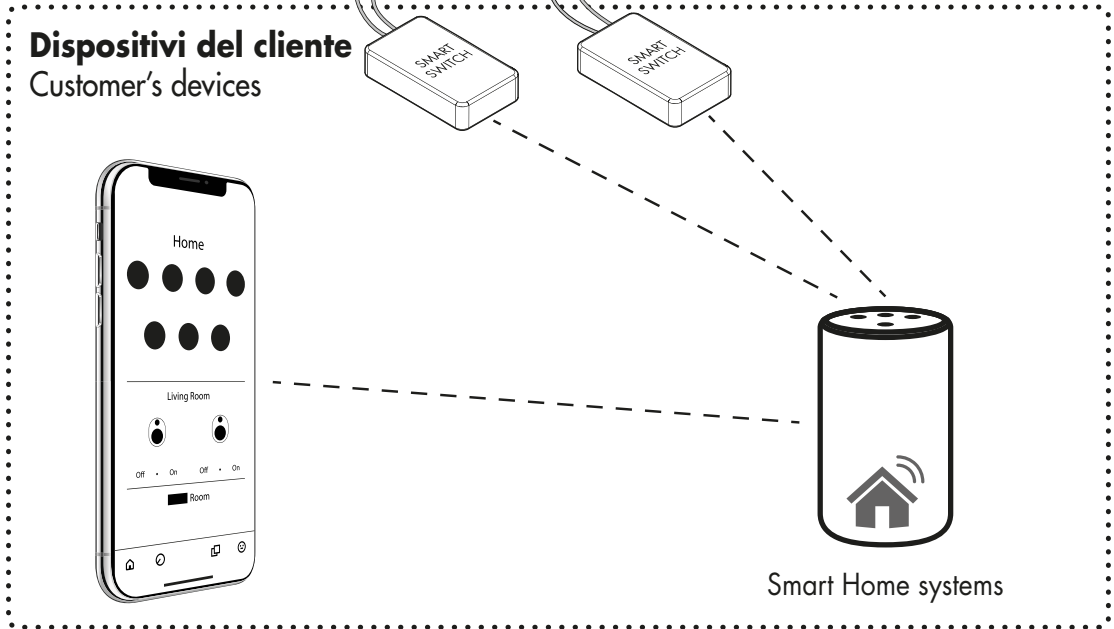 Dispositivi del cliente
Customer's devices
SMART
SWITCH
SMART
SWITCH
Home
Living Room
Off • On Off • On
Room
Smart Home systems